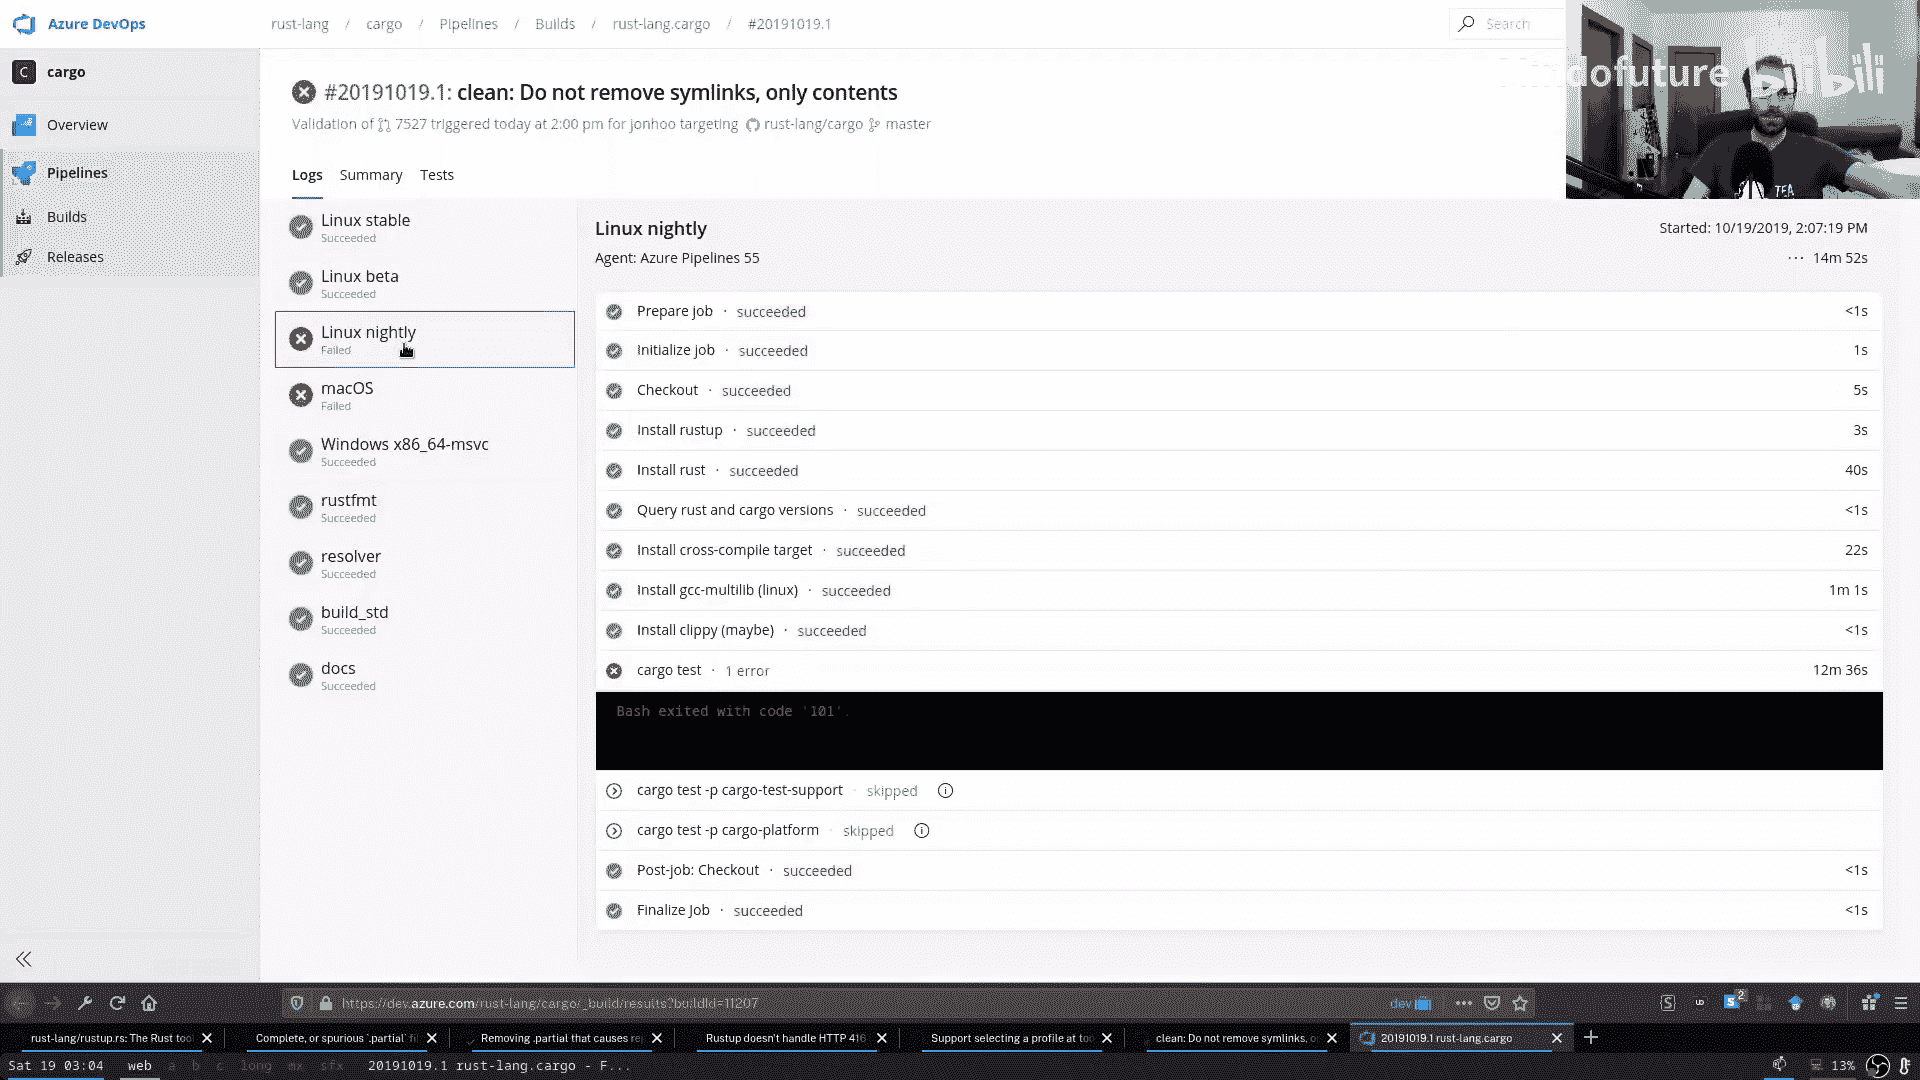 Azure DevOps
rust-lang / cargo / Pipelines / Builds / rust-lang.cargo / #20191019.1
Search
dofuture bilibili
C cargo
Overview
Pipelines
Builds
Releases
#20191019.1: clean: Do not remove symlinks, only contents
Validation of 7527 triggered today at 2:00 pm for jonhoo targeting rust-lang/cargo master
Logs Summary Tests
TEA
Linux stable
Succeeded
Linux beta
Succeeded
Linux nightly
Failed
macOS
Failed
Windows x86_64-msvc
Succeeded
rustfmt
Succeeded
resolver
Succeeded
build_std
Succeeded
docs
Succeeded
Linux nightly
Started: 10/19/2019, 2:07:19 PM
Agent: Azure Pipelines 55
··· 14m 52s
Prepare job · succeeded <1s
Initialize job · succeeded 1s
Checkout · succeeded 5s
Install rustup · succeeded 3s
Install rust · succeeded 40s
Query rust and cargo versions · succeeded <1s
Install cross-compile target · succeeded 22s
Install gcc-multilib (linux) · succeeded 1m 1s
Install clippy (maybe) · succeeded <1s
cargo test · 1 error 12m 36s
Bash exited with code '101'.
cargo test -p cargo-test-support · skipped
cargo test -p cargo-platform · skipped
Post-job: Checkout · succeeded <1s
Finalize Job · succeeded <1s
https://dev.azure.com/rust-lang/cargo/_build/results?buildId=11207
dev
2
rust-lang/rustup.rs: The Rust too
Complete, or spurious `.partial` fi
Removing .partial that causes re
Rustup doesn't handle HTTP 416
Support selecting a profile at to
clean: Do not remove symlinks, o
20191019.1 rust-lang.cargo
Sat 19 03:04 web a b c long mx sfx 20191019.1 rust-lang.cargo - F...
13%